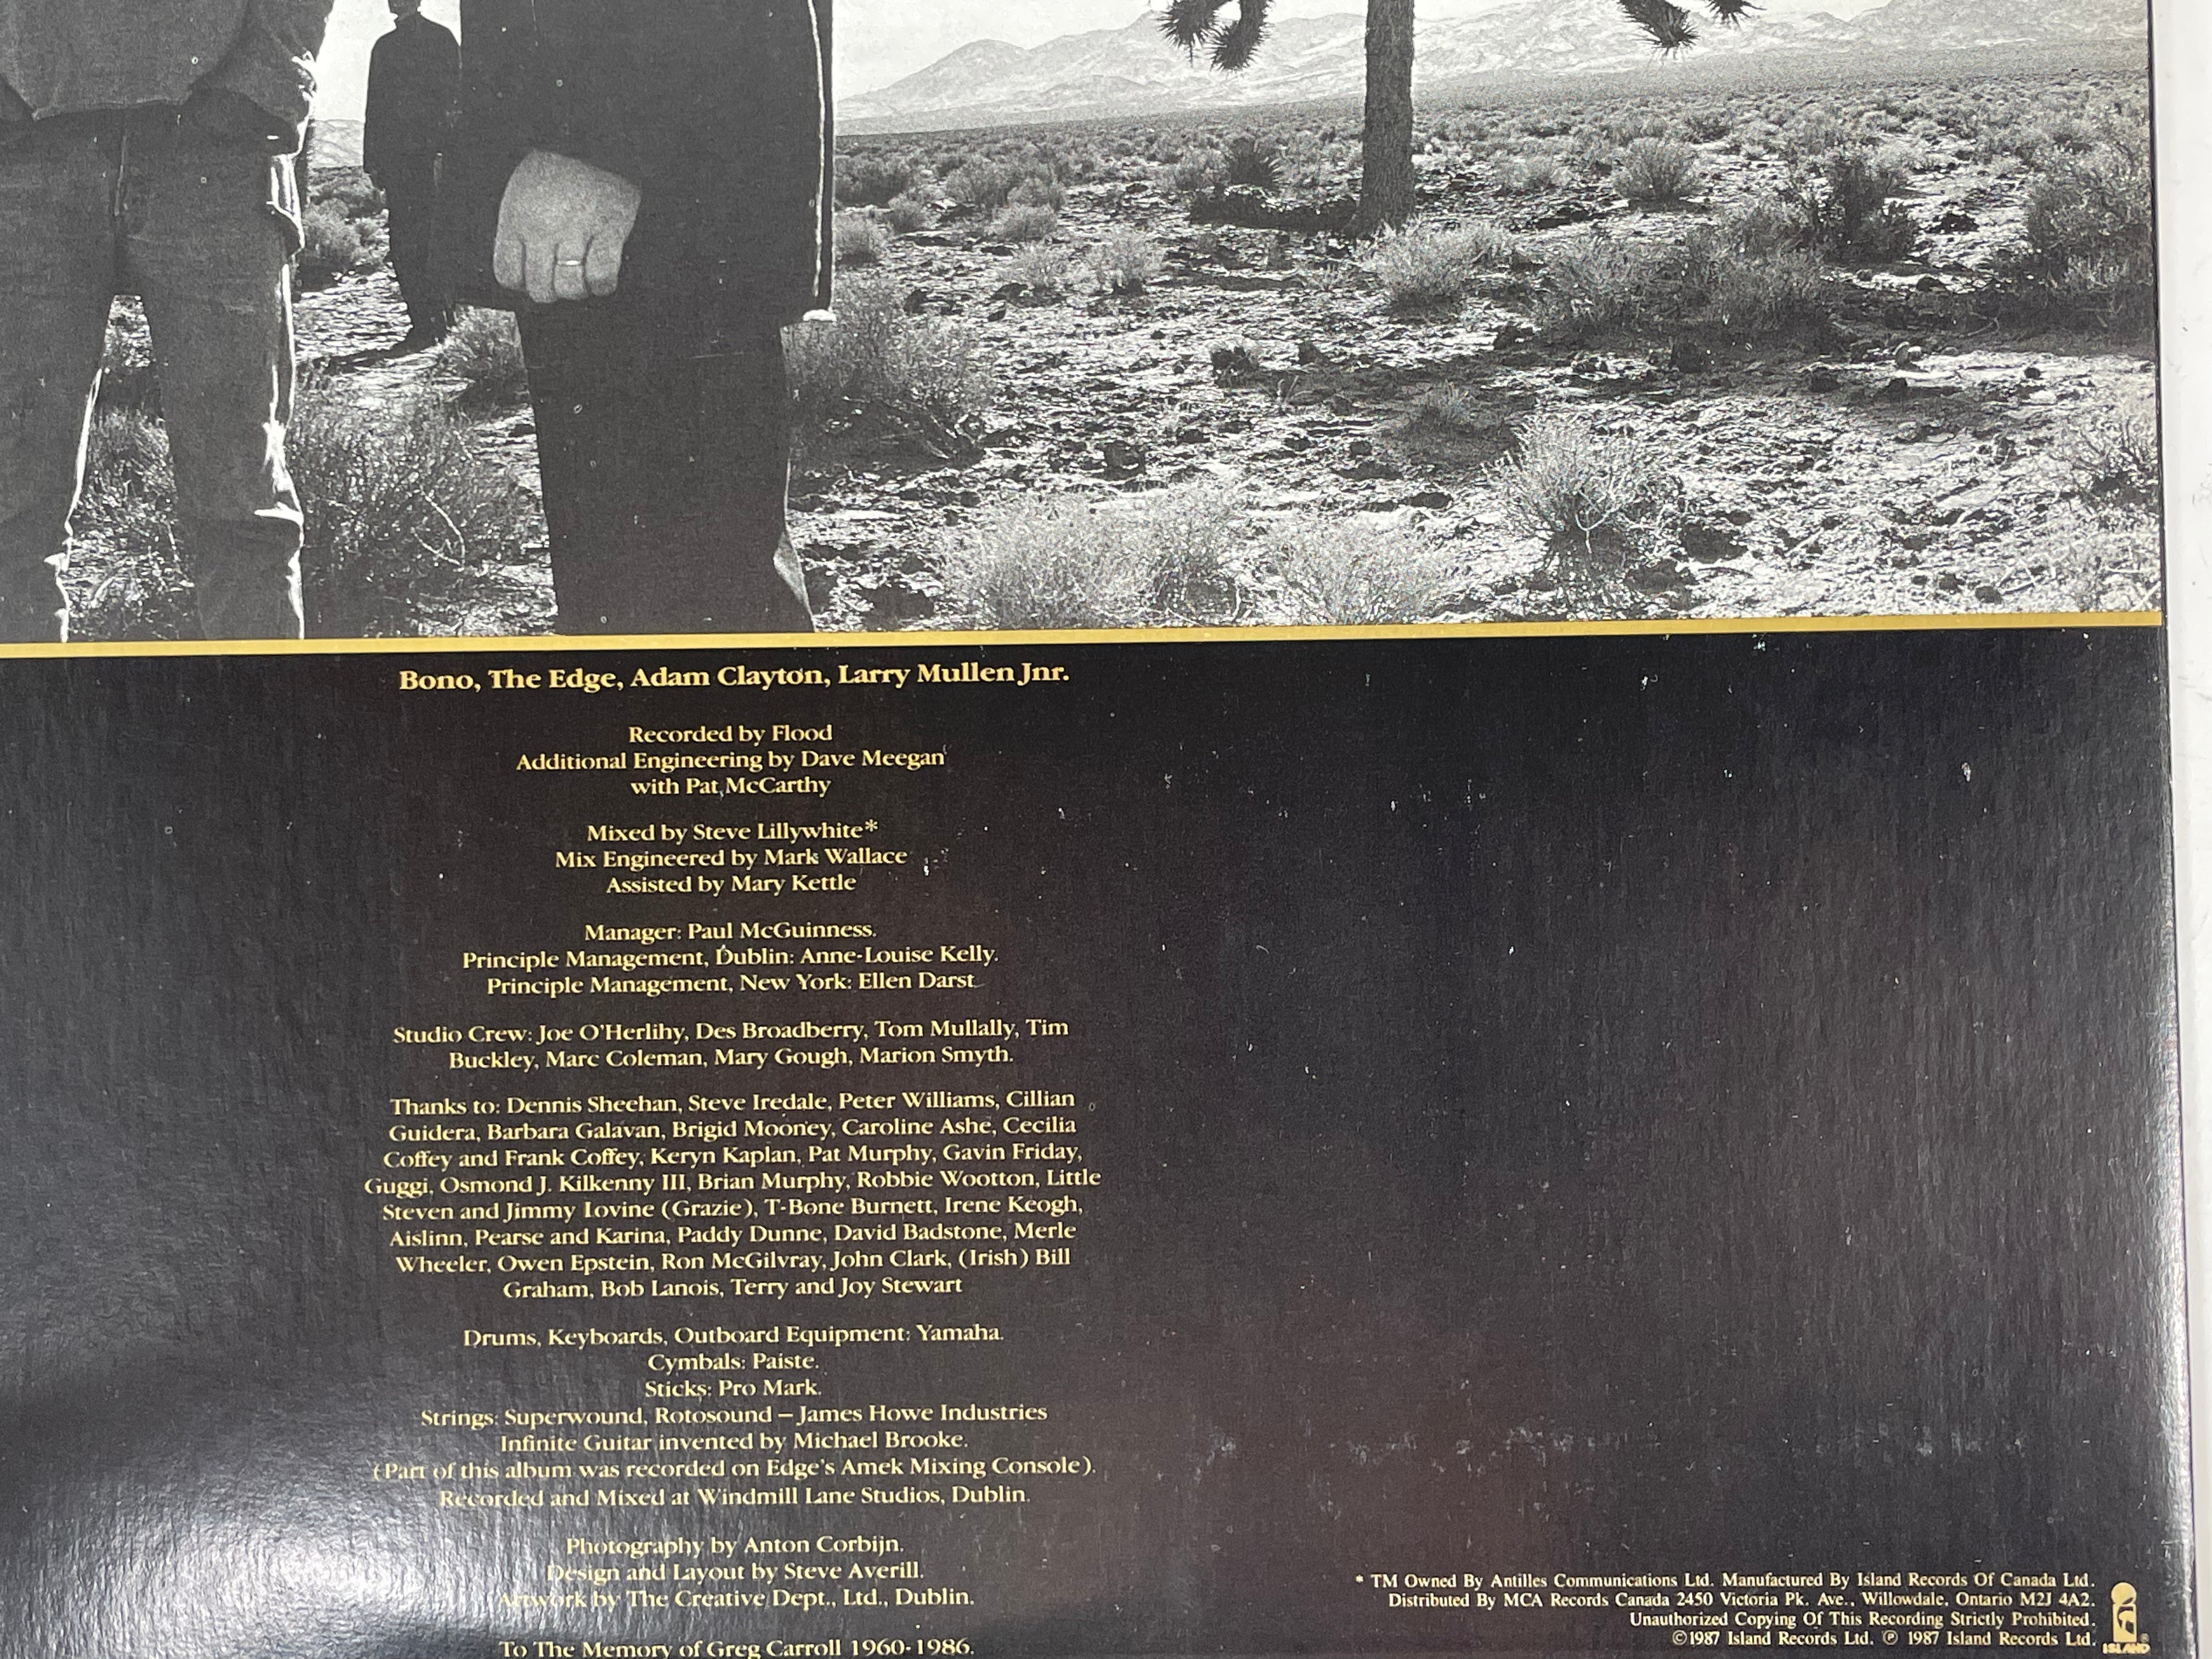 Bono, The Edge, Adam Clayton, Larry Mullen Jnr.
Recorded by Flood
Additional Engineering by Dave Meegan
with Pat McCarthy
Mixed by Steve Lillywhite*
Mix Engineered by Mark Wallace
Assisted by Mary Kettle
Manager: Paul McGuinness.
Principle Management, Dublin: Anne-Louise Kelly.
Principle Management, New York: Ellen Darst
Studio Crew: Joe O'Herlihy, Des Broadberry, Tom Mullally, Tim
Buckley, Marc Coleman, Mary Gough, Marion Smyth.
Thanks to: Dennis Sheehan, Steve Iredale, Peter Williams, Cillian
Guidera, Barbara Galavan, Brigid Mooney, Caroline Ashe, Cecilia
Coffey and Frank Coffey, Keryn Kaplan, Pat Murphy, Gavin Friday,
Guggi, Osmond J. Kilkenny III, Brian Murphy, Robbie Wootton, Little
Steven and Jimmy Iovine (Grazie), T-Bone Burnett, Irene Keogh,
Aislinn, Pearse and Karina, Paddy Dunne, David Badstone, Merle
Wheeler, Owen Epstein, Ron McGilvray, John Clark, (Irish) Bill
Graham, Bob Lanois, Terry and Joy Stewart
Drums, Keyboards, Outboard Equipment: Yamaha.
Cymbals: Paiste.
Sticks: Pro Mark.
Strings: Superwound, Rotosound – James Howe Industries
Infinite Guitar invented by Michael Brooke.
(Part of this album was recorded on Edge's Amek Mixing Console).
Recorded and Mixed at Windmill Lane Studios, Dublin.
Photography by Anton Corbijn.
Design and Layout by Steve Averill.
Artwork by The Creative Dept., Ltd., Dublin.
To The Memory of Greg Carroll 1960-1986.
* TM Owned By Antilles Communications Ltd. Manufactured By Island Records Of Canada Ltd.
Distributed By MCA Records Canada 2450 Victoria Pk. Ave., Willowdale, Ontario M2J 4A2.
Unauthorized Copying Of This Recording Strictly Prohibited.
©1987 Island Records Ltd. ℗ 1987 Island Records Ltd.
ISLAND®